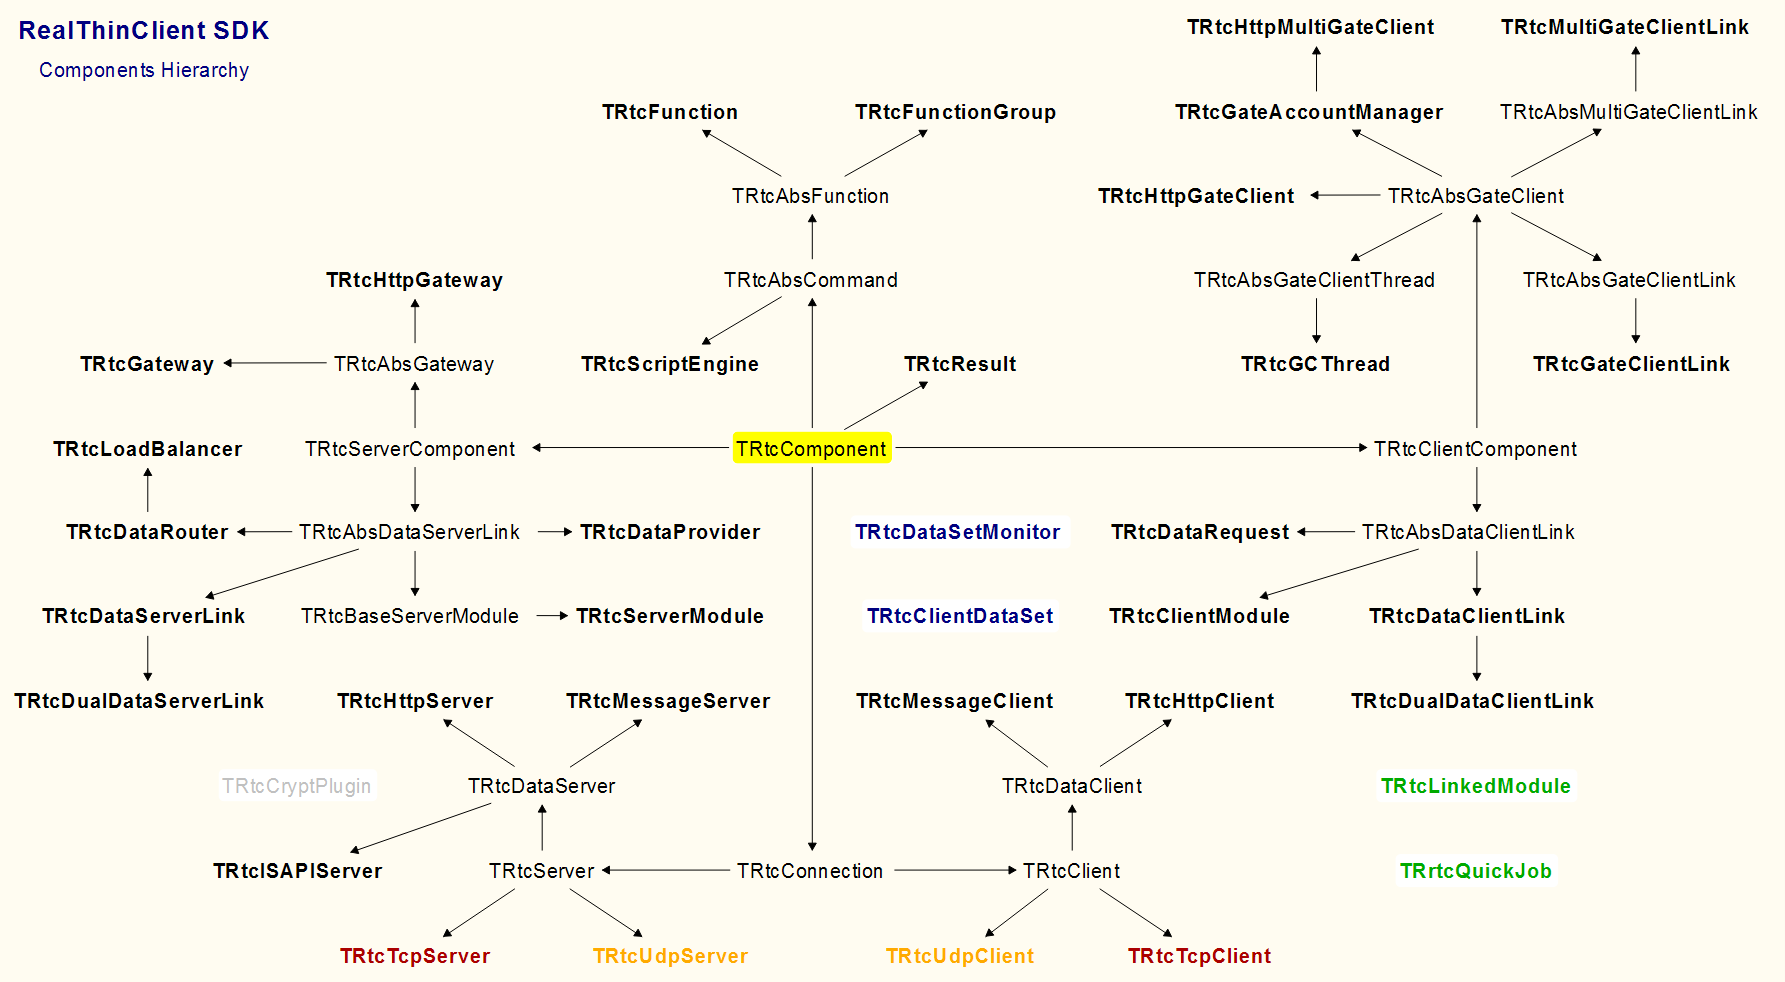 RealThinClient SDK
TRtcHttpMultiGateClient
TRtcMultiGateClientLink
Components Hierarchy
TRtcFunction
TRtcFunctionGroup
TRtcGateAccountManager
TRtcAbsMultiGateClientLink
TRtcAbsFunction
TRtcHttpGateClient
TRtcAbsGateClient
TRtcHttpGateway
TRtcAbsCommand
TRtcAbsGateClientThread
TRtcAbsGateClientLink
TRtcGateway
TRtcAbsGateway
TRtcScriptEngine
TRtcResult
TRtcGCThread
TRtcGateClientLink
TRtcLoadBalancer
TRtcServerComponent
TRtcComponent
TRtcClientComponent
TRtcDataRouter
TRtcAbsDataServerLink
TRtcDataProvider
TRtcDataSetMonitor
TRtcDataRequest
TRtcAbsDataClientLink
TRtcDataServerLink
TRtcBaseServerModule
TRtcServerModule
TRtcClientDataSet
TRtcClientModule
TRtcDataClientLink
TRtcDualDataServerLink
TRtcHttpServer
TRtcMessageServer
TRtcMessageClient
TRtcHttpClient
TRtcDualDataClientLink
TRtcCryptPlugin
TRtcDataServer
TRtcDataClient
TRtcLinkedModule
TRtcISAPIServer
TRtcServer
TRtcConnection
TRtcClient
TRrtcQuickJob
TRtcTcpServer
TRtcUdpServer
TRtcUdpClient
TRtcTcpClient